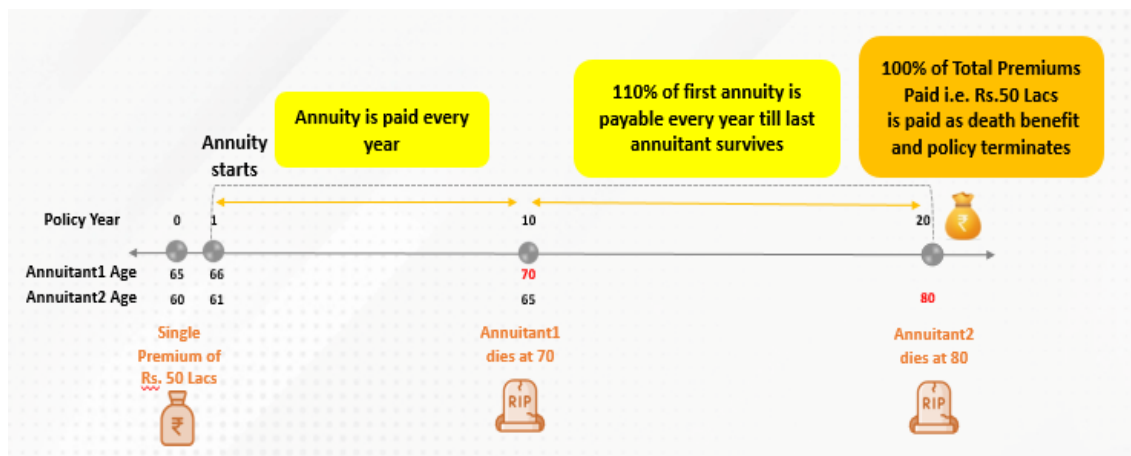 100% of Total Premiums
Paid i.e. Rs.50 Lacs
is paid as death benefit
and policy terminates
110% of first annuity is
payable every year till last
annuitant survives
Annuity is paid every
year
Annuity
starts
Policy Year 0 1 10 20
₹
Annuitant1 Age 65 66 70
Annuitant2 Age 60 61 65 80
Single
Premium of
Rs. 50 Lacs
₹
Annuitant1
dies at 70
RIP
Annuitant2
dies at 80
RIP